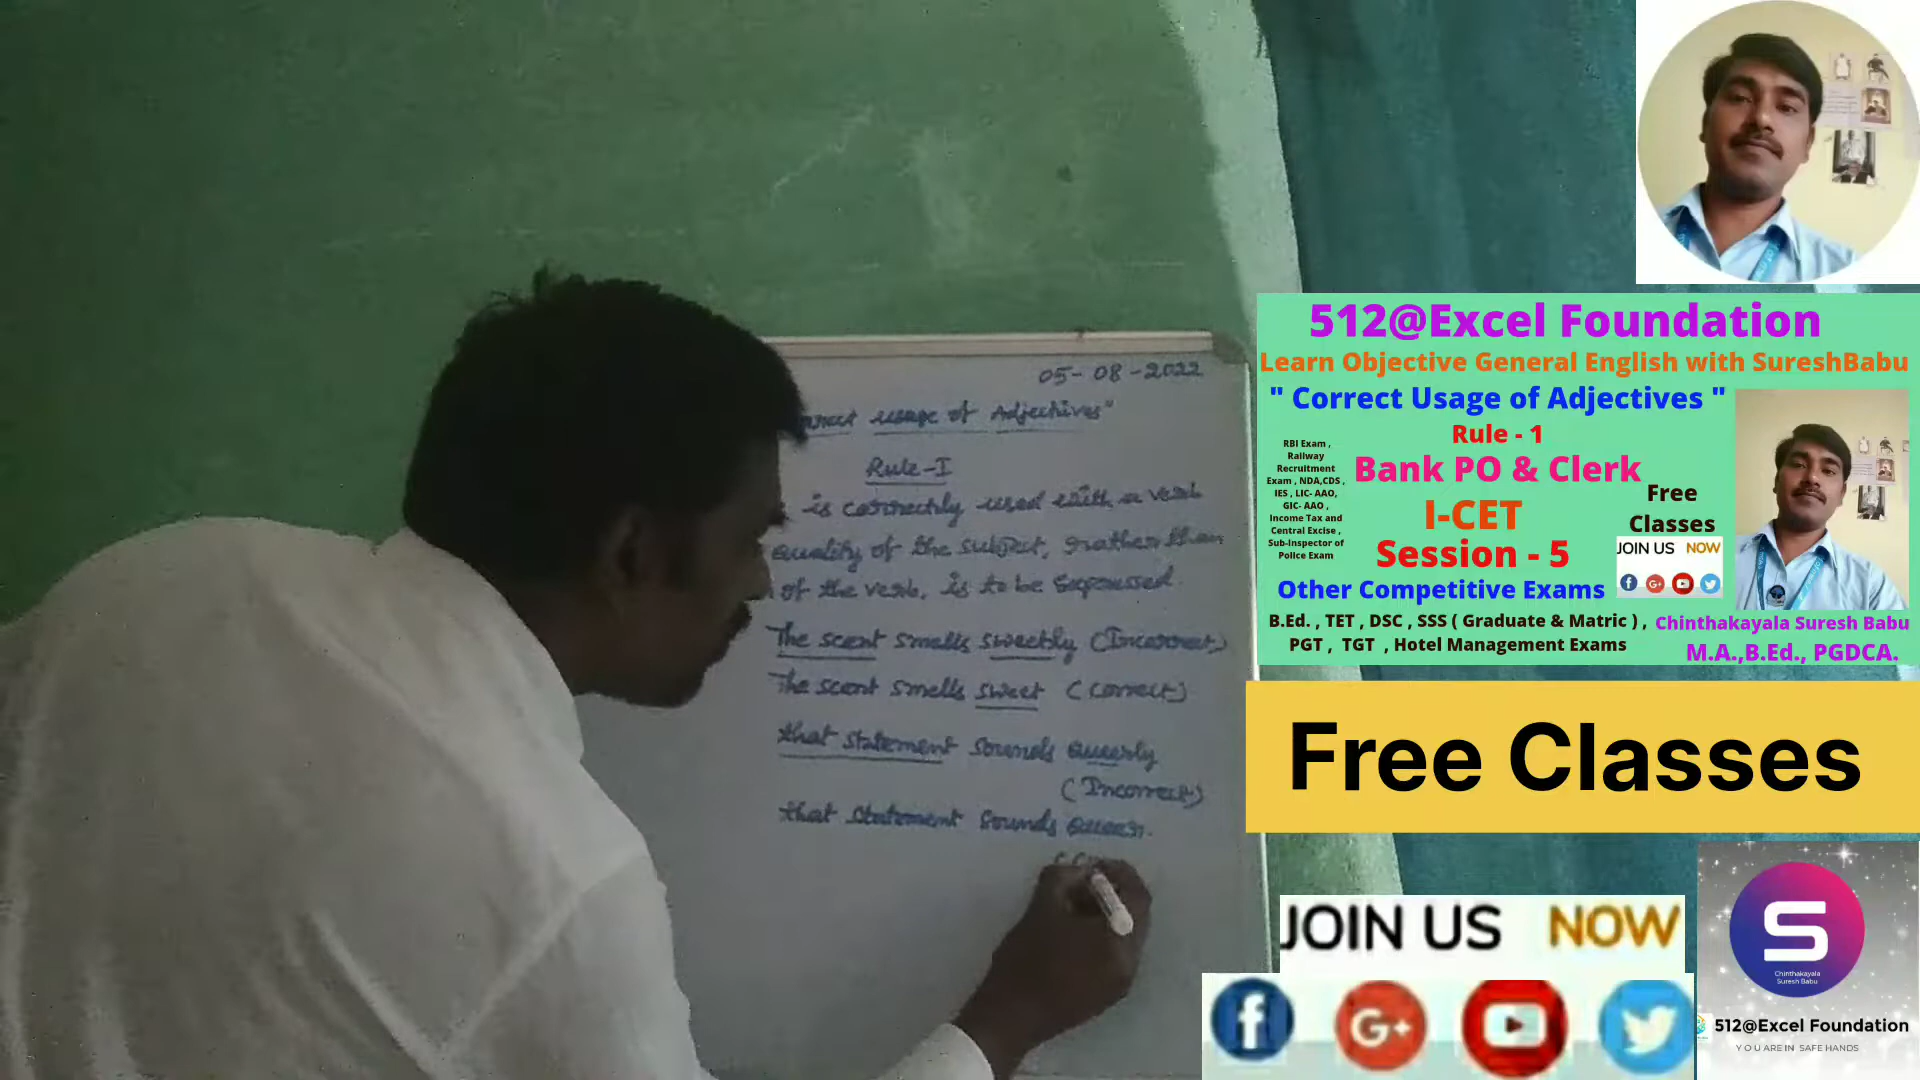 05-08-2022
usage of Adjectives"
Rule-I
is correctly used with a verb
quality of the subject, rather than
of the verb, is to be expressed
The scent smells sweetly (Incorrect)
The scent smells sweet (correct)
that statement sounds queerly
(Incorrect)
that statement sounds queer.
512@Excel Foundation
Learn Objective General English with SureshBabu
" Correct Usage of Adjectives "
Rule - 1
RBI Exam ,
Railway
Recruitment
Exam , NDA,CDS ,
IES , LIC- AAO,
GIC- AAO ,
Income Tax and
Central Excise ,
Sub-Inspector of
Police Exam
Bank PO & Clerk
I-CET
Session - 5
Free
Classes
JOIN US NOW
Other Competitive Exams
B.Ed. , TET , DSC , SSS ( Graduate & Matric ) ,
PGT , TGT , Hotel Management Exams
Chinthakayala Suresh Babu
M.A.,B.Ed., PGDCA.
Free Classes
JOIN US NOW
f G+
S
Chinthakayala
Suresh Babu
512@Excel Foundation
YOU ARE IN SAFE HANDS